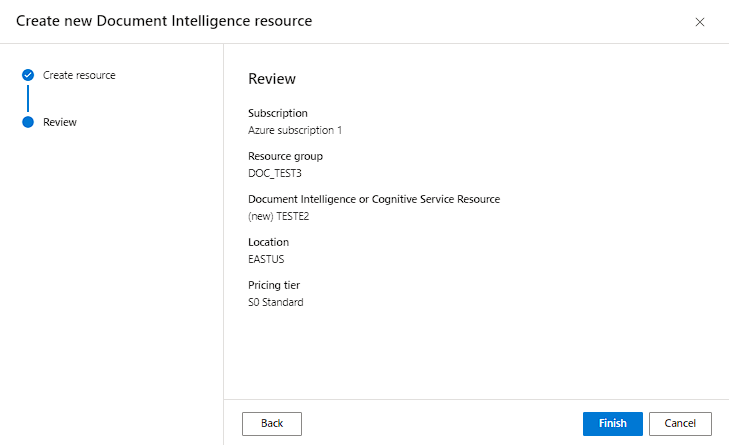 Create new Document Intelligence resource
Create resource
Review
Review
Subscription
Azure subscription 1
Resource group
DOC_TEST3
Document Intelligence or Cognitive Service Resource
(new) TESTE2
Location
EASTUS
Pricing tier
S0 Standard
Back
Finish
Cancel